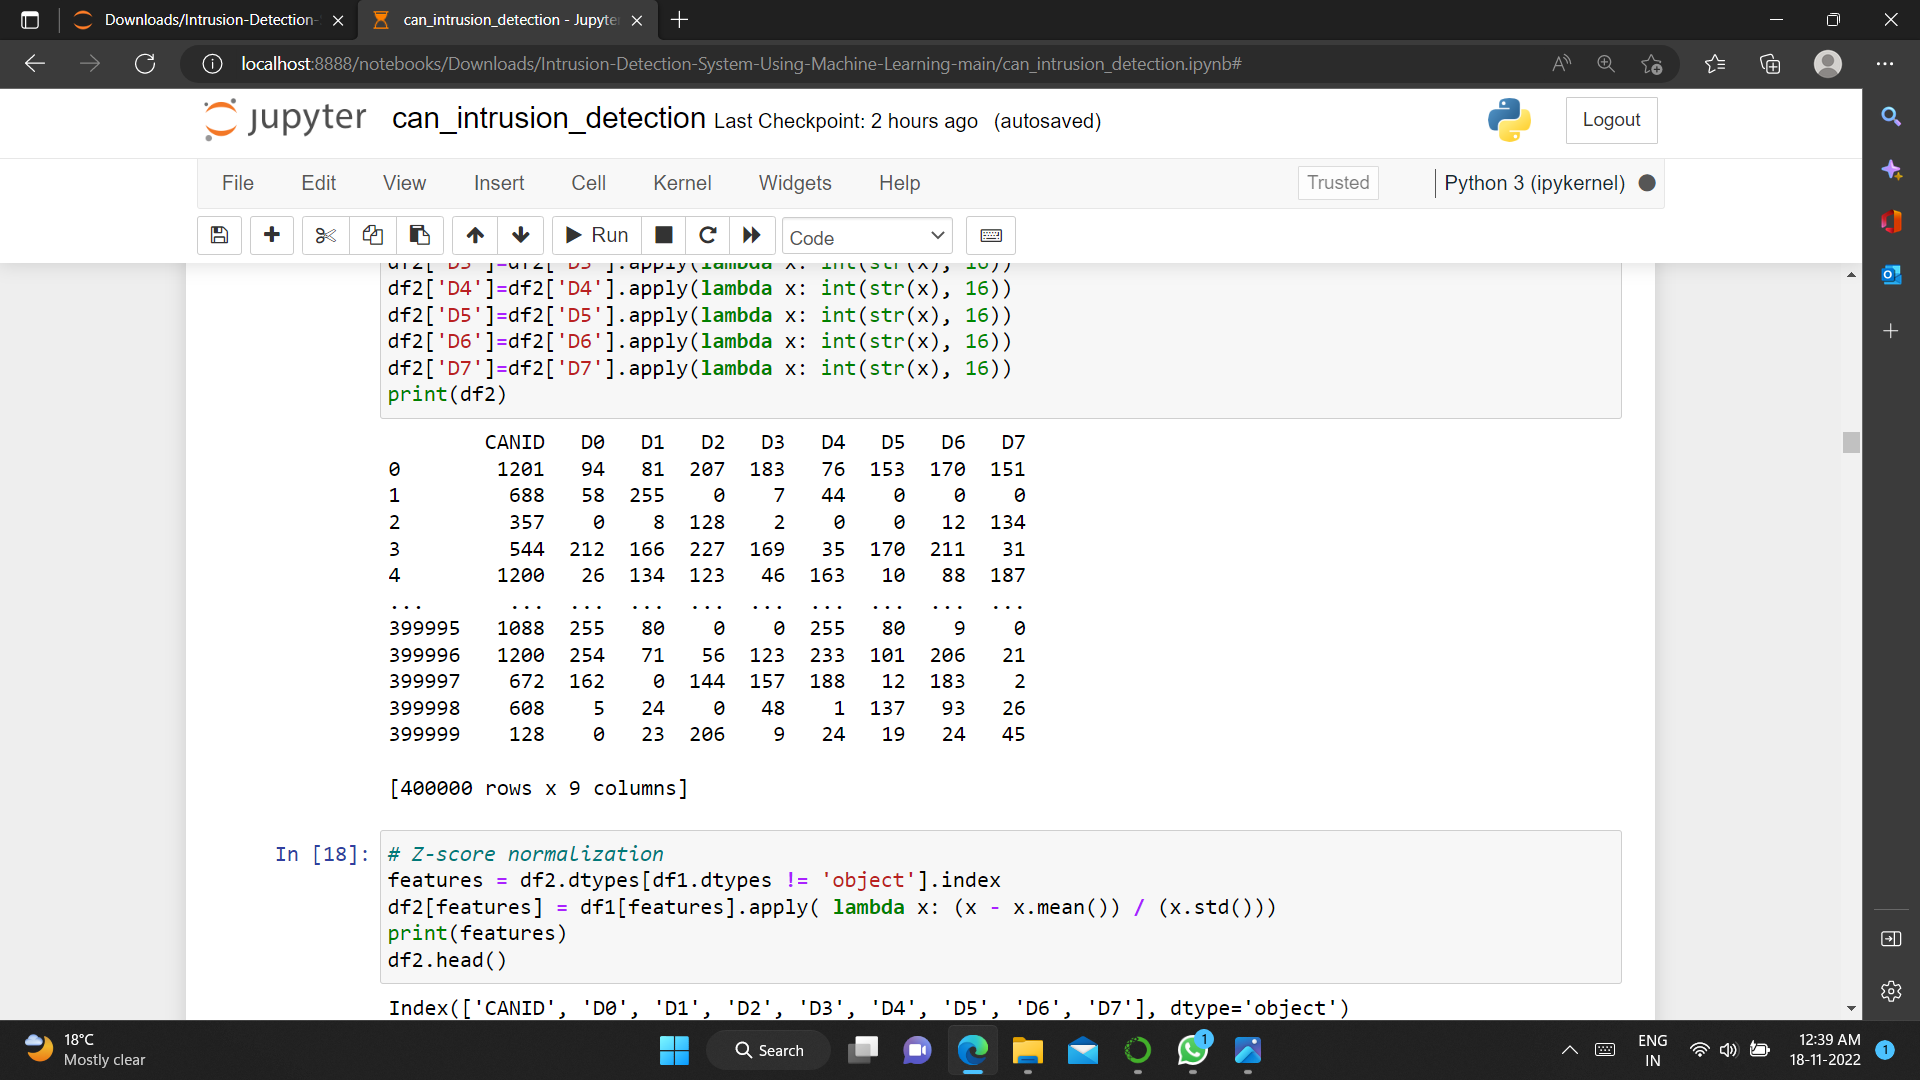 Downloads/Intrusion-Detection-
can_intrusion_detection - Jupyte
localhost:8888/notebooks/Downloads/Intrusion-Detection-System-Using-Machine-Learning-main/can_intrusion_detection.ipynb#
jupyter can_intrusion_detection Last Checkpoint: 2 hours ago (autosaved)
Logout
File Edit View Insert Cell Kernel Widgets Help
Trusted
Python 3 (ipykernel)
Run
Code
df2['D3']=df2['D3'].apply(lambda x: int(str(x), 16))
df2['D4']=df2['D4'].apply(lambda x: int(str(x), 16))
df2['D5']=df2['D5'].apply(lambda x: int(str(x), 16))
df2['D6']=df2['D6'].apply(lambda x: int(str(x), 16))
df2['D7']=df2['D7'].apply(lambda x: int(str(x), 16))
print(df2)
CANID D0 D1 D2 D3 D4 D5 D6 D7
0 1201 94 81 207 183 76 153 170 151
1 688 58 255 0 7 44 0 0 0
2 357 0 8 128 2 0 0 12 134
3 544 212 166 227 169 35 170 211 31
4 1200 26 134 123 46 163 10 88 187
... ... ... ... ... ... ... ... ... ...
399995 1088 255 80 0 0 255 80 9 0
399996 1200 254 71 56 123 233 101 206 21
399997 672 162 0 144 157 188 12 183 2
399998 608 5 24 0 48 1 137 93 26
399999 128 0 23 206 9 24 19 24 45
[400000 rows x 9 columns]
In [18]:
# Z-score normalization
features = df2.dtypes[df1.dtypes != 'object'].index
df2[features] = df1[features].apply( lambda x: (x - x.mean()) / (x.std()))
print(features)
df2.head()
Index(['CANID', 'D0', 'D1', 'D2', 'D3', 'D4', 'D5', 'D6', 'D7'], dtype='object')
18°C
Mostly clear
Search
1
ENG
IN
12:39 AM
18-11-2022
1